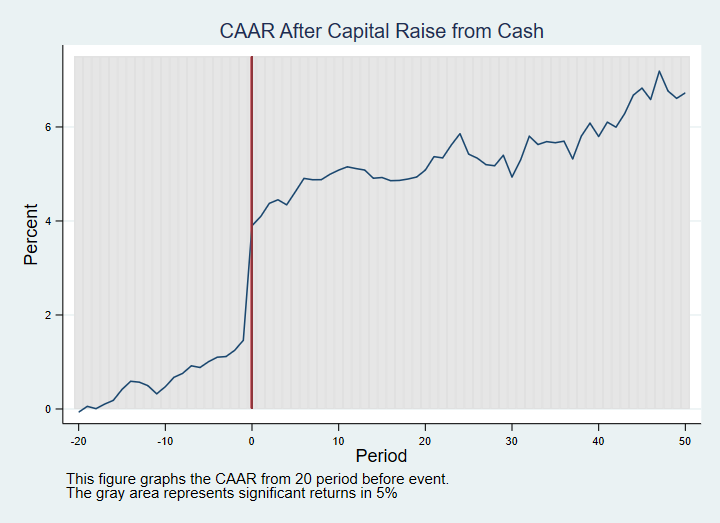 CAAR After Capital Raise from Cash
Percent
6
4
2
0
-20 -10 0 10 20 30 40 50
Period
This figure graphs the CAAR from 20 period before event.
The gray area represents significant returns in 5%